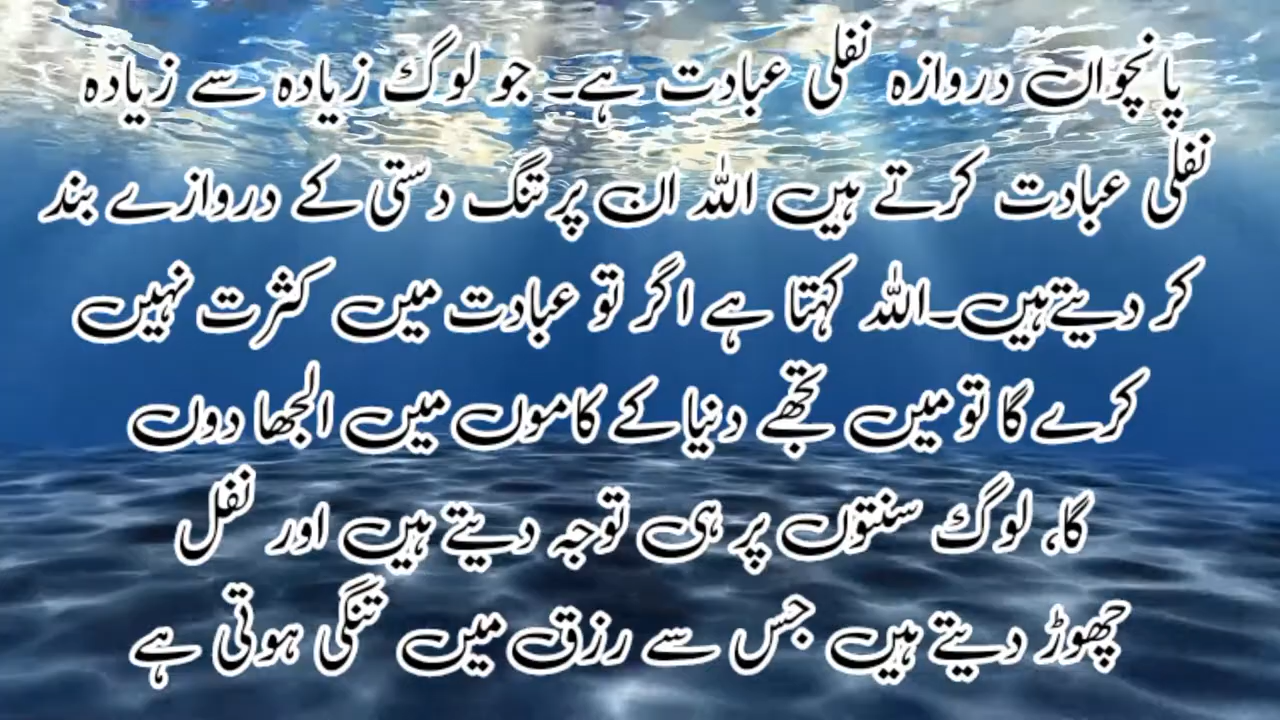 پانچواں دروازہ نفلی عبادت ہے۔ جو لوگ زیادہ سے زیادہ
نفلی عبادت کرتے ہیں اللہ ان پر تنگ دستی کے دروازے بند
کر دیتے ہیں۔ اللہ کہتا ہے اگر تو عبادت میں کثرت نہیں
کرے گا تو میں تجھے دنیا کے کاموں میں الجھا دوں
گا، لوگ سنتوں پر ہی توجہ دیتے ہیں اور نفل
چھوڑ دیتے ہیں جس سے رزق میں تنگی ہوتی ہے